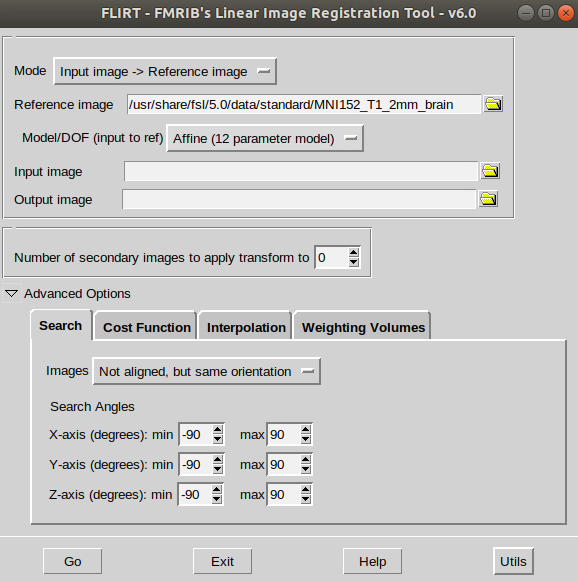 FLIRT - FMRIB's Linear Image Registration Tool - v6.0
Mode Input image -> Reference image
Reference image /usr/share/fsl/5.0/data/standard/MNI152_T1_2mm_brain
Model/DOF (input to ref) Affine (12 parameter model)
Input image
Output image
Number of secondary images to apply transform to 0
Advanced Options
Search Cost Function Interpolation Weighting Volumes
Images Not aligned, but same orientation
Search Angles
X-axis (degrees): min -90 max 90
Y-axis (degrees): min -90 max 90
Z-axis (degrees): min -90 max 90
Go Exit Help Utils